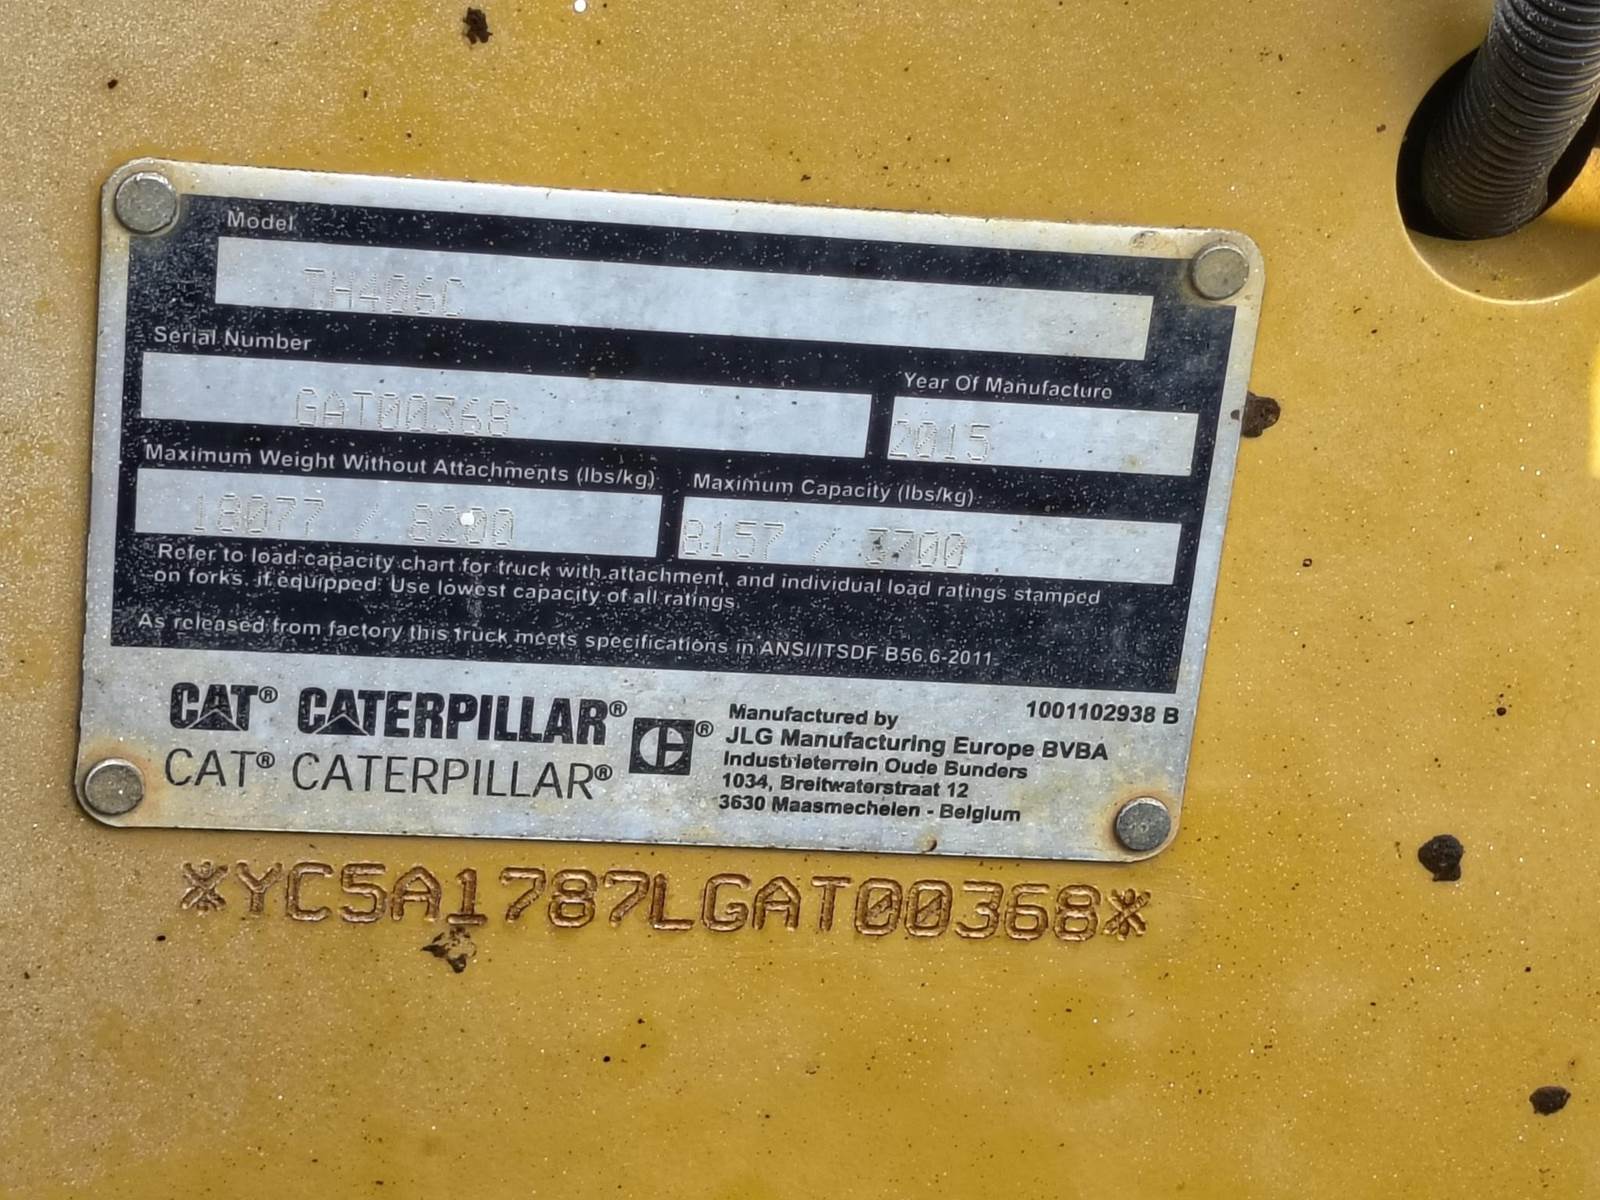 Model
TH406C
Serial Number
GAT00368
Year Of Manufacture
2015
Maximum Weight Without Attachments (lbs/kg)
18077 / 8200
Maximum Capacity (lbs/kg)
8157 / 3700
Refer to load capacity chart for truck with attachment, and individual load ratings stamped
on forks, if equipped. Use lowest capacity of all ratings.
As released from factory this truck meets specifications in ANSI/ITSDF B56.6-2011
CAT® CATERPILLAR®
CAT® CATERPILLAR®
1001102938 B
Manufactured by
JLG Manufacturing Europe BVBA
Industrieterrein Oude Bunders
1034, Breitwaterstraat 12
3630 Maasmechelen - Belgium
*YC5A1787LGAT00368*